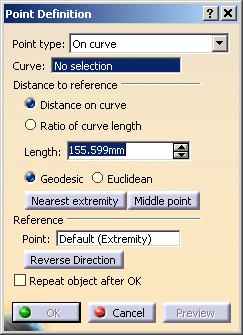 Point Definition
Point type: On curve
Curve: No selection
Distance to reference
Distance on curve
Ratio of curve length
Length: 155.599mm
Geodesic Euclidean
Nearest extremity Middle point
Reference
Point: Default (Extremity)
Reverse Direction
Repeat object after OK
OK Cancel Preview